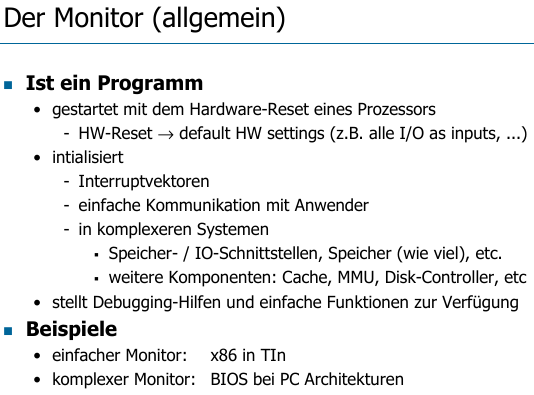 Der Monitor (allgemein)
■ Ist ein Programm
• gestartet mit dem Hardware-Reset eines Prozessors
- HW-Reset → default HW settings (z.B. alle I/O as inputs, ...)
• intialisiert
- Interruptvektoren
- einfache Kommunikation mit Anwender
- in komplexeren Systemen
▪ Speicher- / IO-Schnittstellen, Speicher (wie viel), etc.
▪ weitere Komponenten: Cache, MMU, Disk-Controller, etc
• stellt Debugging-Hilfen und einfache Funktionen zur Verfügung
■ Beispiele
• einfacher Monitor: x86 in TIn
• komplexer Monitor: BIOS bei PC Architekturen